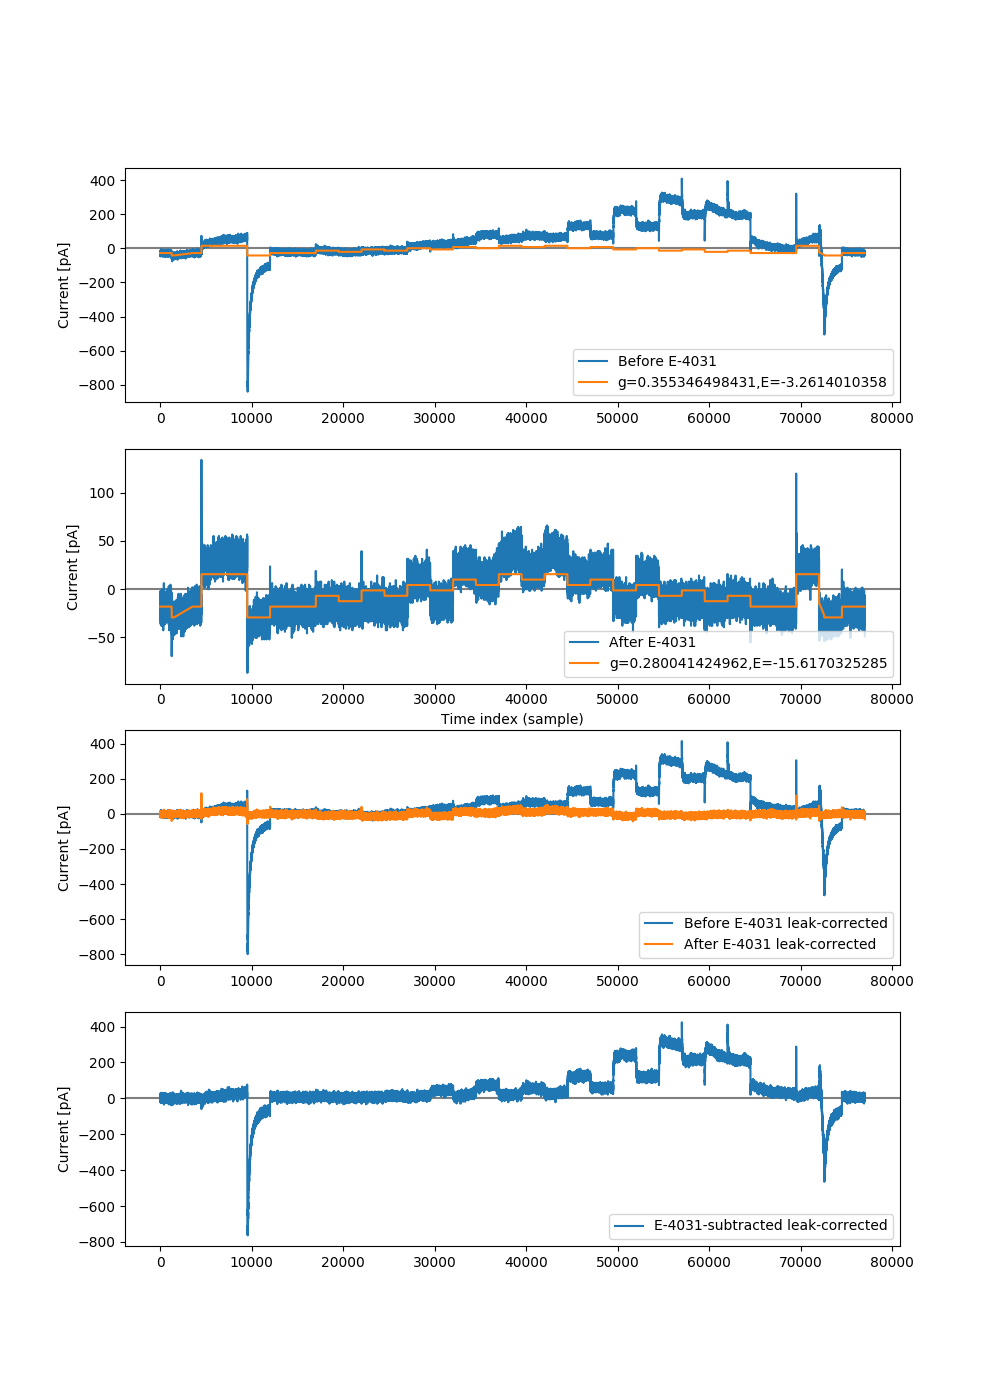 400
200
0
−200
−400
−600
−800
Current [pA]
Before E-4031
g=0.355346498431,E=-3.2614010358
0 10000 20000 30000 40000 50000 60000 70000 80000
100
50
0
−50
Current [pA]
After E-4031
g=0.280041424962,E=-15.6170325285
0 10000 20000 30000 40000 50000 60000 70000 80000
Time index (sample)
400
200
0
−200
−400
−600
−800
Current [pA]
Before E-4031 leak-corrected
After E-4031 leak-corrected
0 10000 20000 30000 40000 50000 60000 70000 80000
400
200
0
−200
−400
−600
−800
Current [pA]
E-4031-subtracted leak-corrected
0 10000 20000 30000 40000 50000 60000 70000 80000